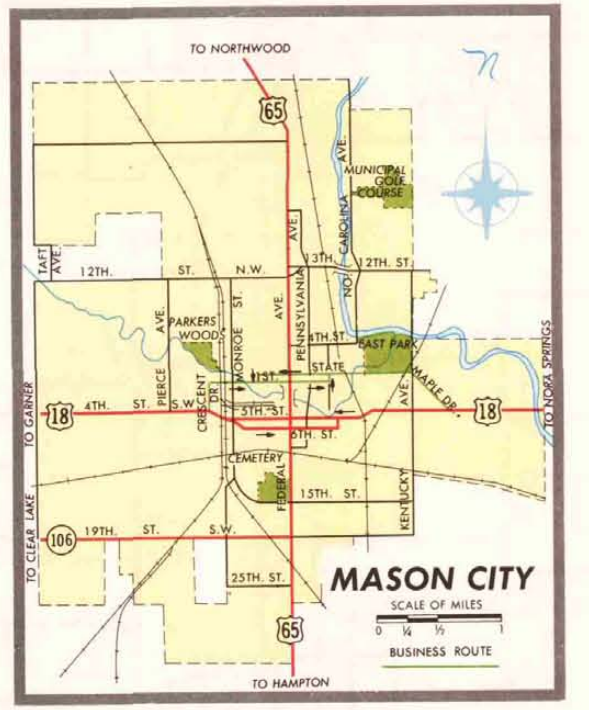 TO NORTHWOOD
N
65
MUNICIPAL
GOLF
COURSE
NO. CAROLINA AVE.
AVE.
TAFT
AVE.
13TH.
12TH. ST. N.W.
12TH. ST.
PENNSYLVANIA
MONROE ST.
AVE.
PIERCE AVE.
PARKERS
WOODS
4TH. ST.
EAST PARK
STATE
1ST.
CRESCENT DR.
MAPLE DR.
TO NORA SPRINGS
TO GARNER
18
4TH. ST. S.W.
5TH. ST.
18
6TH. ST.
CEMETERY
FEDERAL
KENTUCKY AVE.
15TH. ST.
TO CLEAR LAKE
106
19TH. ST. S.W.
25TH. ST.
65
TO HAMPTON
MASON CITY
SCALE OF MILES
0 ¼ ½ 1
BUSINESS ROUTE